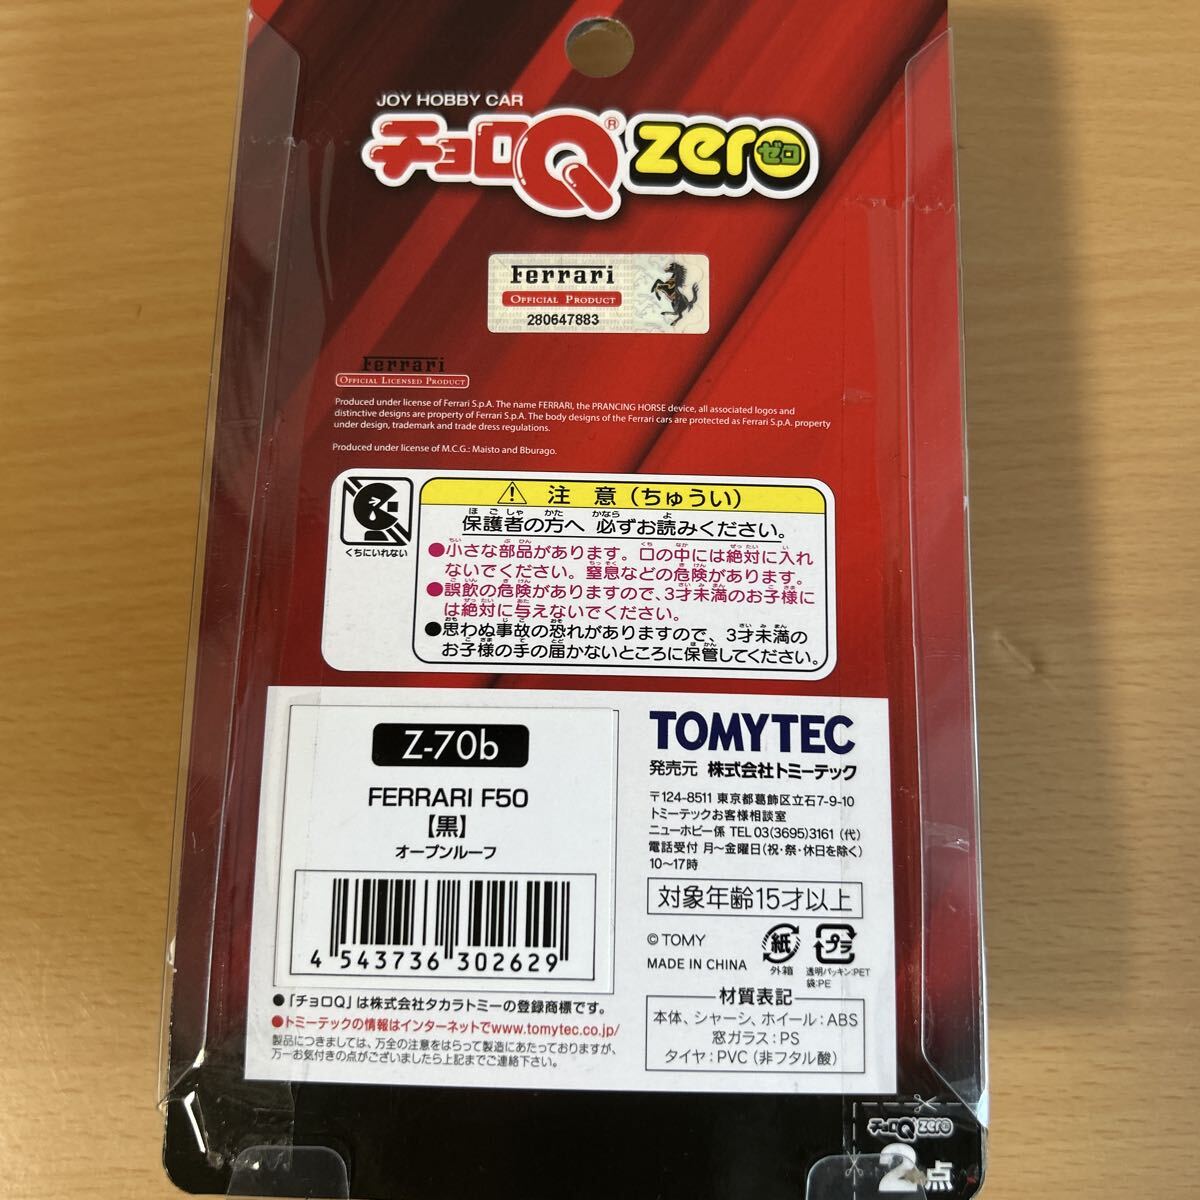 JOY HOBBY CAR
チョロQ® zero ゼロ
Ferrari
OFFICIAL PRODUCT
280647883
Ferrari
OFFICIAL LICENSED PRODUCT
Produced under license of Ferrari S.p.A. The name FERRARI, the PRANCING HORSE device, all associated logos and
distinctive designs are property of Ferrari S.p.A. The body designs of the Ferrari cars are protected as Ferrari S.p.A. property
under design, trademark and trade dress regulations.
Produced under license of M.C.G.: Maisto and Bburago.
くちにいれない
⚠ 注 意（ちゅうい）
保護者の方へ 必ずお読みください。
●小さな部品があります。口の中には絶対に入れ
ないでください。窒息などの危険があります。
●誤飲の危険がありますので、3才未満のお子様に
は絶対に与えないでください。
●思わぬ事故の恐れがありますので、3才未満の
お子様の手の届かないところに保管してください。
Z-70b
FERRARI F50
【黒】
オープンルーフ
4 543736 302629
●「チョロQ」は株式会社タカラトミーの登録商標です。
●トミーテックの情報はインターネットでwww.tomytec.co.jp/
製品につきましては、万全の注意をはらって製造にあたっておりますが、
万一お気付きの点がございましたら上記までご連絡下さい。
TOMYTEC
発売元 株式会社トミーテック
〒124-8511 東京都葛飾区立石7-9-10
トミーテックお客様相談室
ニューホビー係 TEL 03(3695)3161（代）
電話受付 月〜金曜日（祝・祭・休日を除く）
10〜17時
対象年齢15才以上
© TOMY
MADE IN CHINA
紙
外箱
プラ
透明パッキン:PET
袋:PE
材質表記
本体、シャーシ、ホイール:ABS
窓ガラス:PS
タイヤ:PVC（非フタル酸）
チョロQ zero
2点